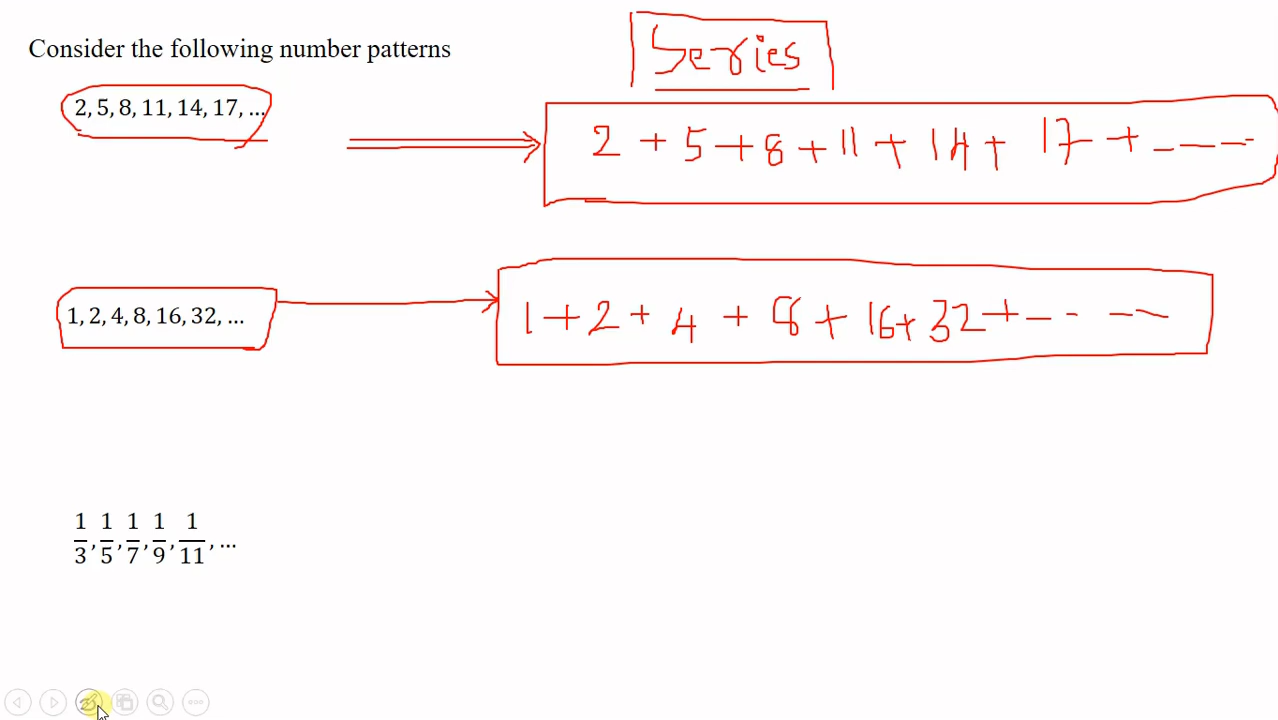 Series
Consider the following number patterns
2, 5, 8, 11, 14, 17, ...
2 + 5 + 8 + 11 + 14 + 17 + ----
1, 2, 4, 8, 16, 32, ...
1 + 2 + 4 + 8 + 16 + 32 + ----
1/3, 1/5, 1/7, 1/9, 1/11, ...